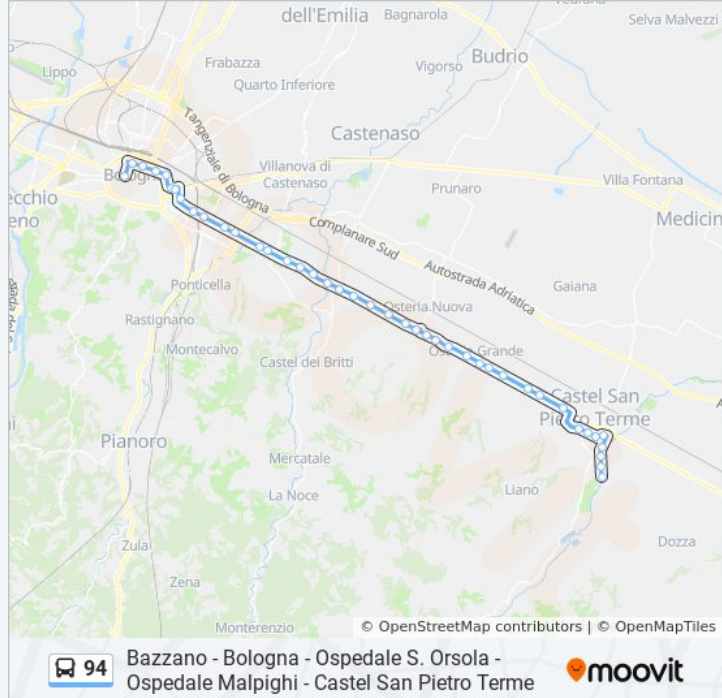 dell'Emilia
Bagnarola
Selva Malvezzi
Budrio
Lippo
Frabazza
Vigorso
Quarto Inferiore
Castenaso
Tangenziale di Bologna
Villanova di
Castenaso
Prunaro
Villa Fontana
Medicin
ecchio
eno
Complanare Sud
Autostrada Adriatica
Gaiana
Ponticella
Osteria Nuova
Rastignano
Montecalvo
Castel dei Britti
Grande
Castel San
Pietro Terme
Pianoro
Mercatale
Liano
La Noce
Dozza
Zula
Zena
Monterenzio
© OpenStreetMap contributors | © OpenMapTiles
94
Bazzano - Bologna - Ospedale S. Orsola -
Ospedale Malpighi - Castel San Pietro Terme
moovit